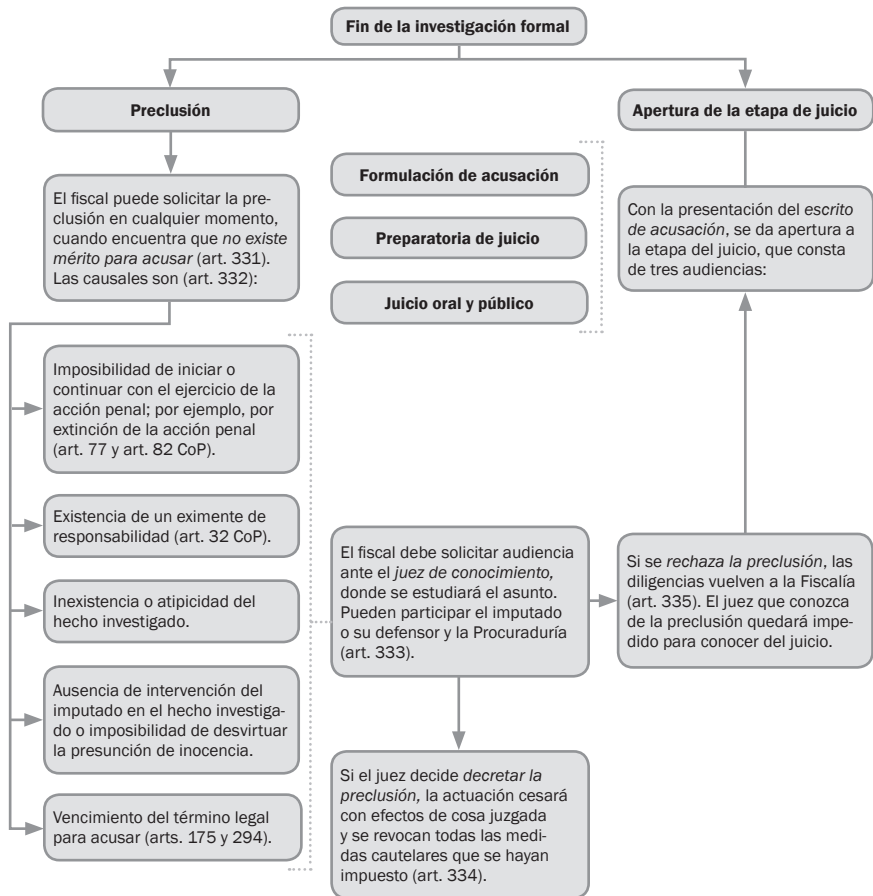 Fin de la investigación formal
Preclusión
El fiscal puede solicitar la pre-
clusión en cualquier momento,
cuando encuentra que no existe
mérito para acusar (art. 331).
Las causales son (art. 332):
Imposibilidad de iniciar o
continuar con el ejercicio de la
acción penal; por ejemplo, por
extinción de la acción penal
(art. 77 y art. 82 CoP).
Existencia de un eximente de
responsabilidad (art. 32 CoP).
Inexistencia o atipicidad del
hecho investigado.
Ausencia de intervención del
imputado en el hecho investiga-
do o imposibilidad de desvirtuar
la presunción de inocencia.
Vencimiento del término legal
para acusar (arts. 175 y 294).
Formulación de acusación
Preparatoria de juicio
Juicio oral y público
El fiscal debe solicitar audiencia
ante el juez de conocimiento,
donde se estudiará el asunto.
Pueden participar el imputado
o su defensor y la Procuraduría
(art. 333).
Si el juez decide decretar la
preclusión, la actuación cesará
con efectos de cosa juzgada
y se revocan todas las medi-
das cautelares que se hayan
impuesto (art. 334).
Apertura de la etapa de juicio
Con la presentación del escrito
de acusación, se da apertura a
la etapa del juicio, que consta
de tres audiencias:
Si se rechaza la preclusión, las
diligencias vuelven a la Fiscalía
(art. 335). El juez que conozca
de la preclusión quedará impe-
dido para conocer del juicio.